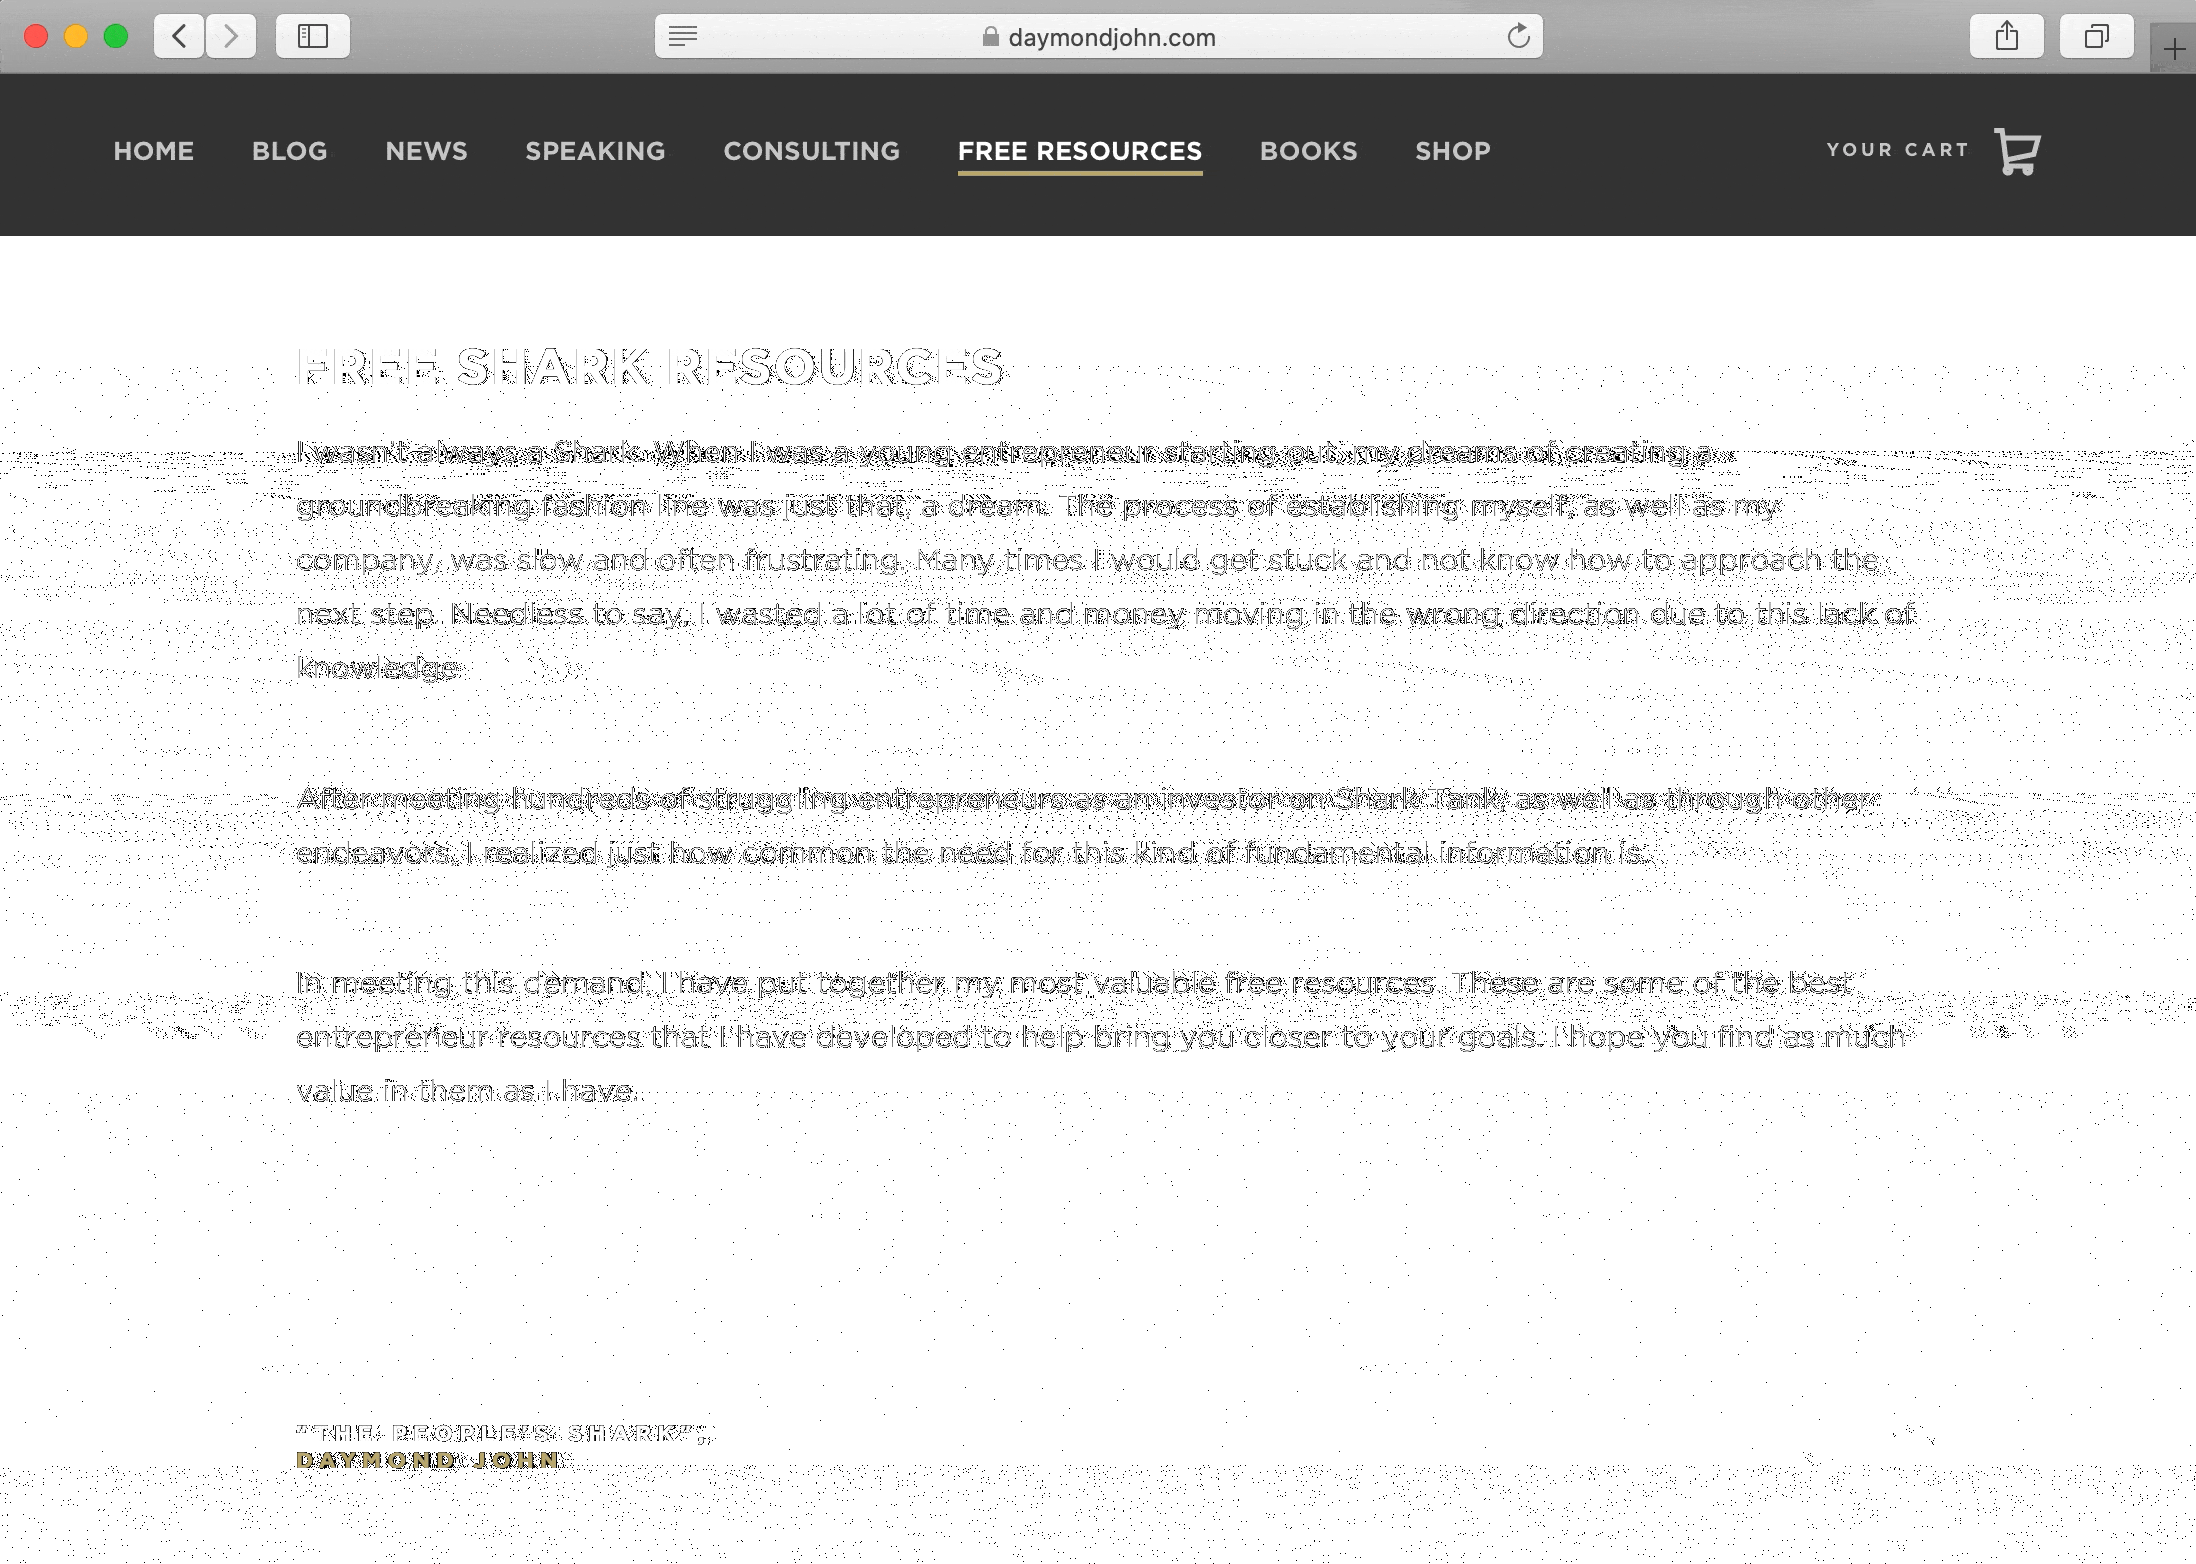 daymondjohn.com
HOME BLOG NEWS SPEAKING CONSULTING FREE RESOURCES BOOKS SHOP YOUR CART
FREE SHARK RESOURCES
I wasn't always a Shark. When I was a young entrepreneur starting out, my dreams of creating a
groundbreaking fashion line was just that, a dream. The process of establishing myself, as well as my
company, was slow and often frustrating. Many times I would get stuck and not know how to approach the
next step. Needless to say, I wasted a lot of time and money moving in the wrong direction due to this lack of
knowledge.
After meeting hundreds of struggling entrepreneurs as an investor on Shark Tank, as well as through other
endeavors, I realized just how common the need for this kind of fundamental information is.
In meeting this demand, I have put together my most valuable free resources. These are some of the best
entrepreneur resources that I have developed to help bring you closer to your goals. I hope you find as much
value in them as I have.
"THE PEOPLE'S SHARK",
DAYMOND JOHN